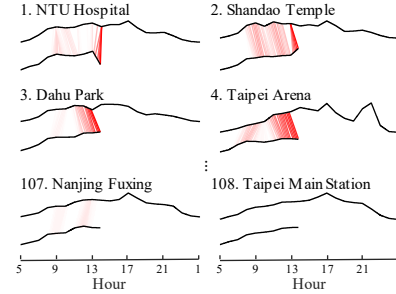 1. NTU Hospital
2. Shandao Temple
3. Dahu Park
4. Taipei Arena
⋮
107. Nanjing Fuxing
108. Taipei Main Station
5 9 13 17 21 1
5 9 13 17 21
Hour
Hour